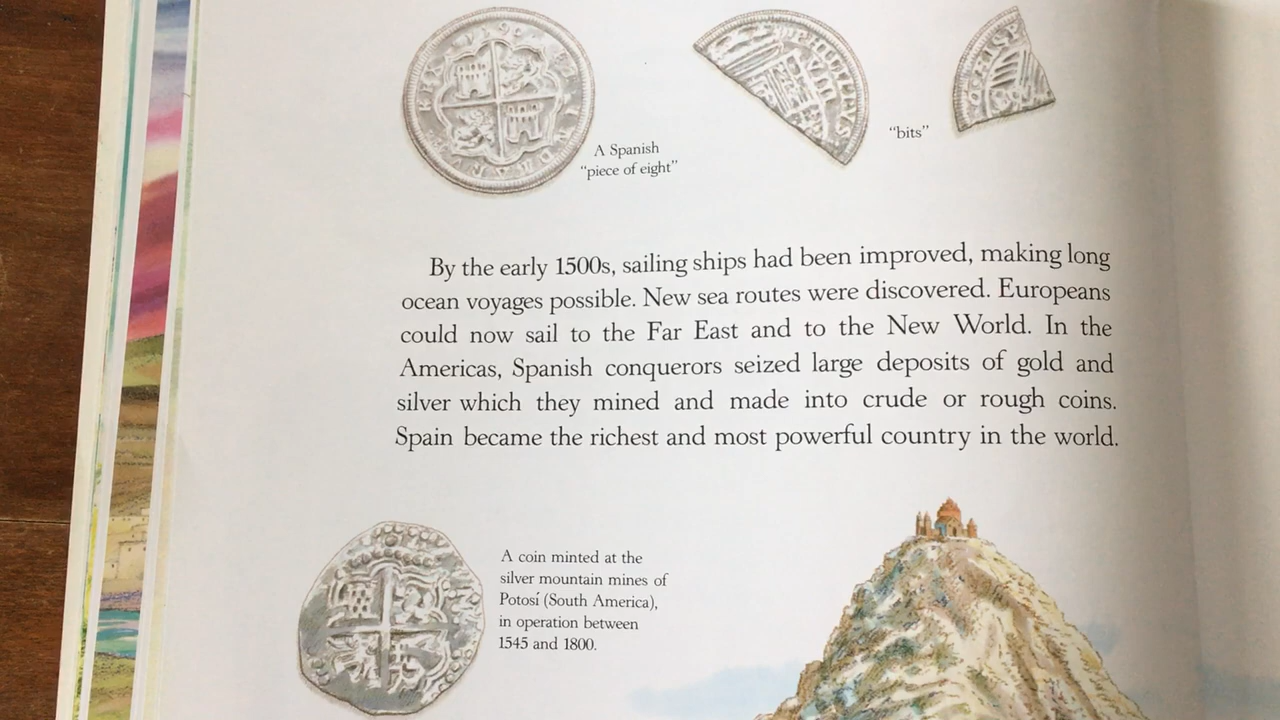 A Spanish
"piece of eight"
"bits"
By the early 1500s, sailing ships had been improved, making long
ocean voyages possible. New sea routes were discovered. Europeans
could now sail to the Far East and to the New World. In the
Americas, Spanish conquerors seized large deposits of gold and
silver which they mined and made into crude or rough coins.
Spain became the richest and most powerful country in the world.
A coin minted at the
silver mountain mines of
Potosí (South America),
in operation between
1545 and 1800.